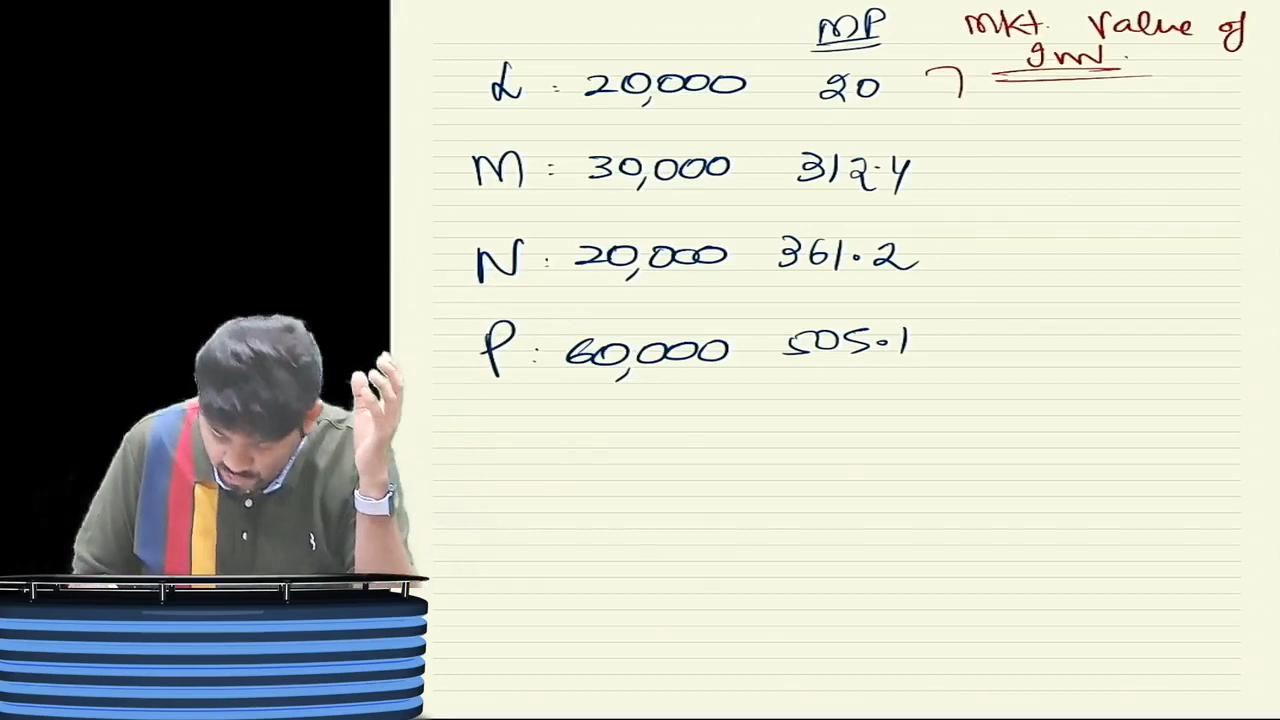 MP Mkt. Value of
Inv.
L : 20,000 20
M : 30,000 312.4
N : 20,000 361.2
P : 60,000 505.1